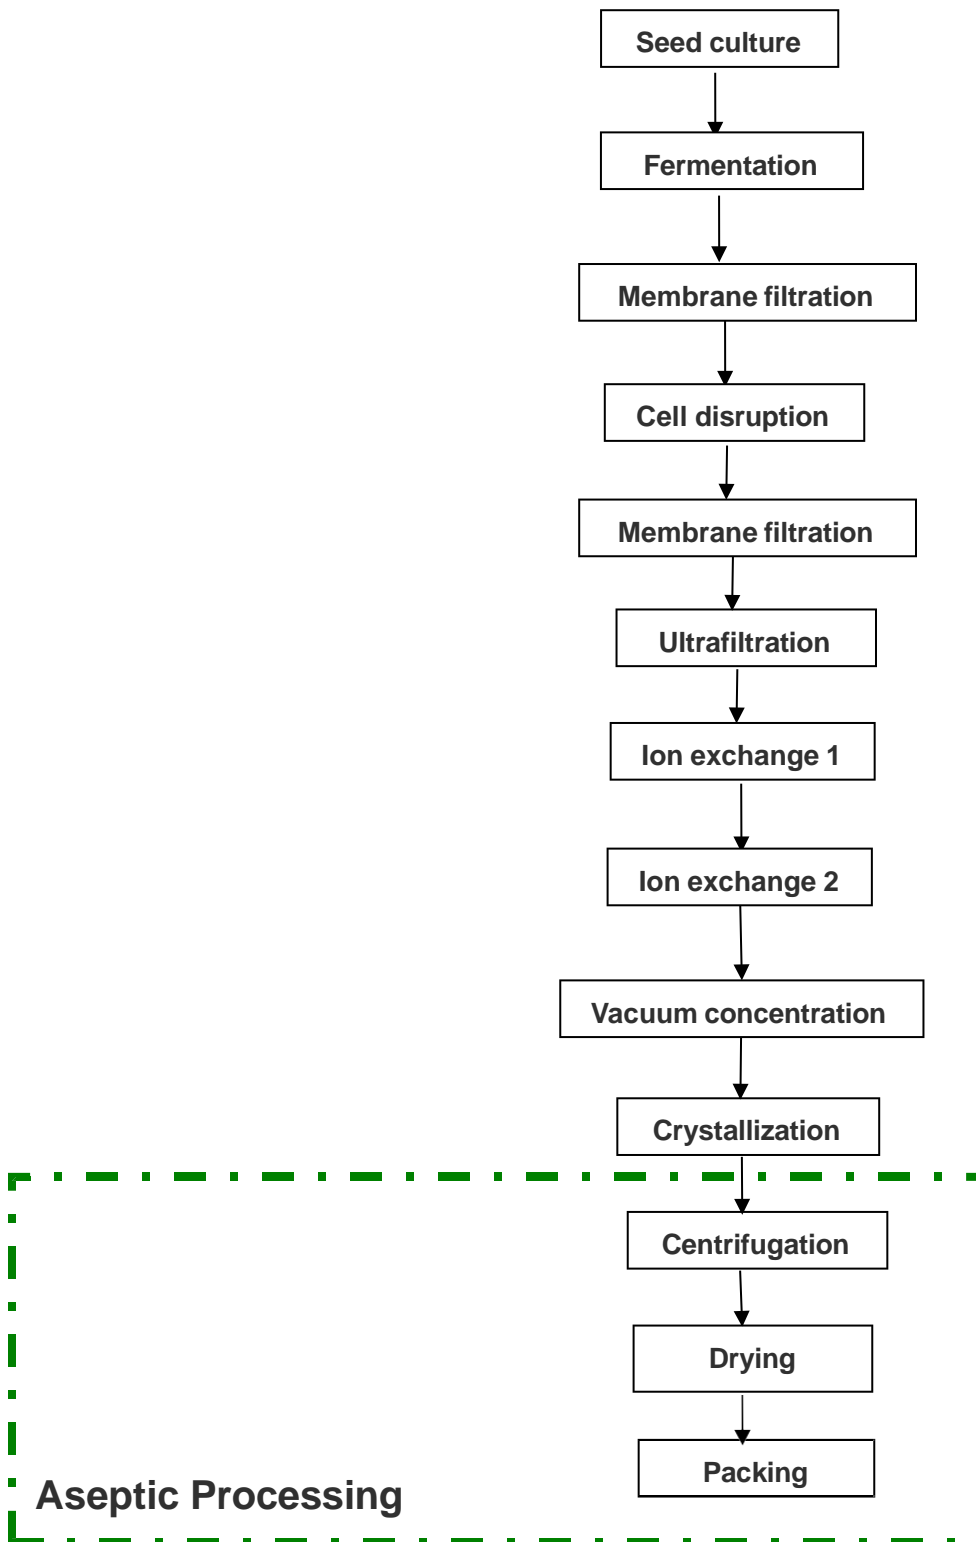 Seed culture
Fermentation
Membrane filtration
Cell disruption
Membrane filtration
Ultrafiltration
Ion exchange 1
Ion exchange 2
Vacuum concentration
Crystallization
Centrifugation
Drying
Packing
Aseptic Processing